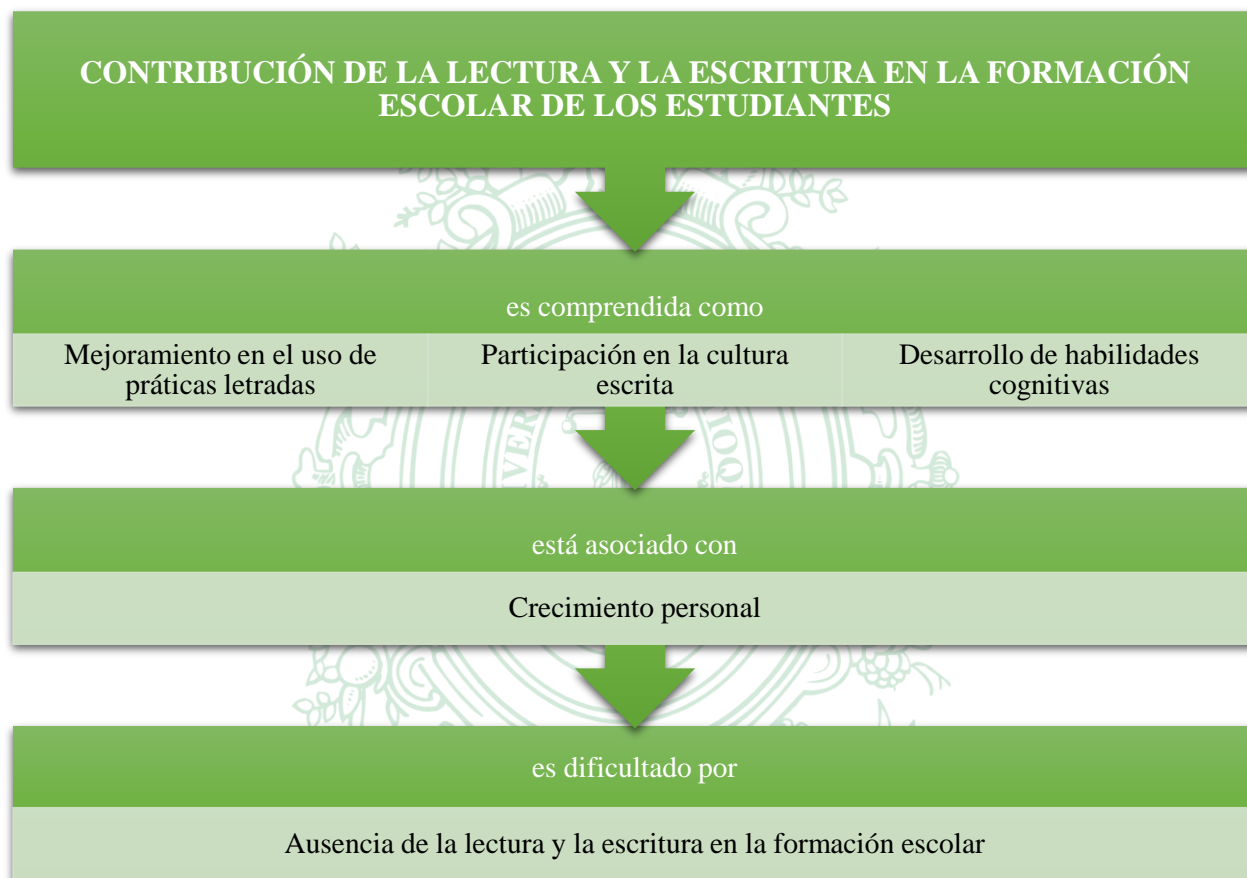 CONTRIBUCIÓN DE LA LECTURA Y LA ESCRITURA EN LA FORMACIÓN
ESCOLAR DE LOS ESTUDIANTES
es comprendida como
Mejoramiento en el uso de
práticas letradas
Participación en la cultura
escrita
Desarrollo de habilidades
cognitivas
está asociado con
Crecimiento personal
es dificultado por
Ausencia de la lectura y la escritura en la formación escolar